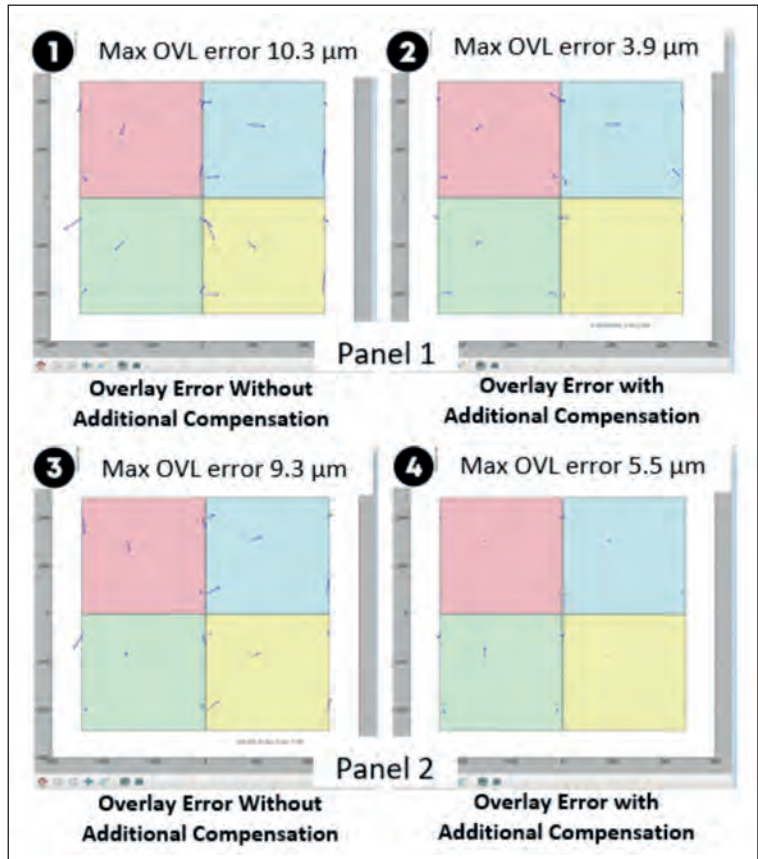 1 Max OVL error 10.3 µm
2 Max OVL error 3.9 µm
Panel 1
Overlay Error Without
Additional Compensation
Overlay Error with
Additional Compensation
3 Max OVL error 9.3 µm
4 Max OVL error 5.5 µm
Panel 2
Overlay Error Without
Additional Compensation
Overlay Error with
Additional Compensation